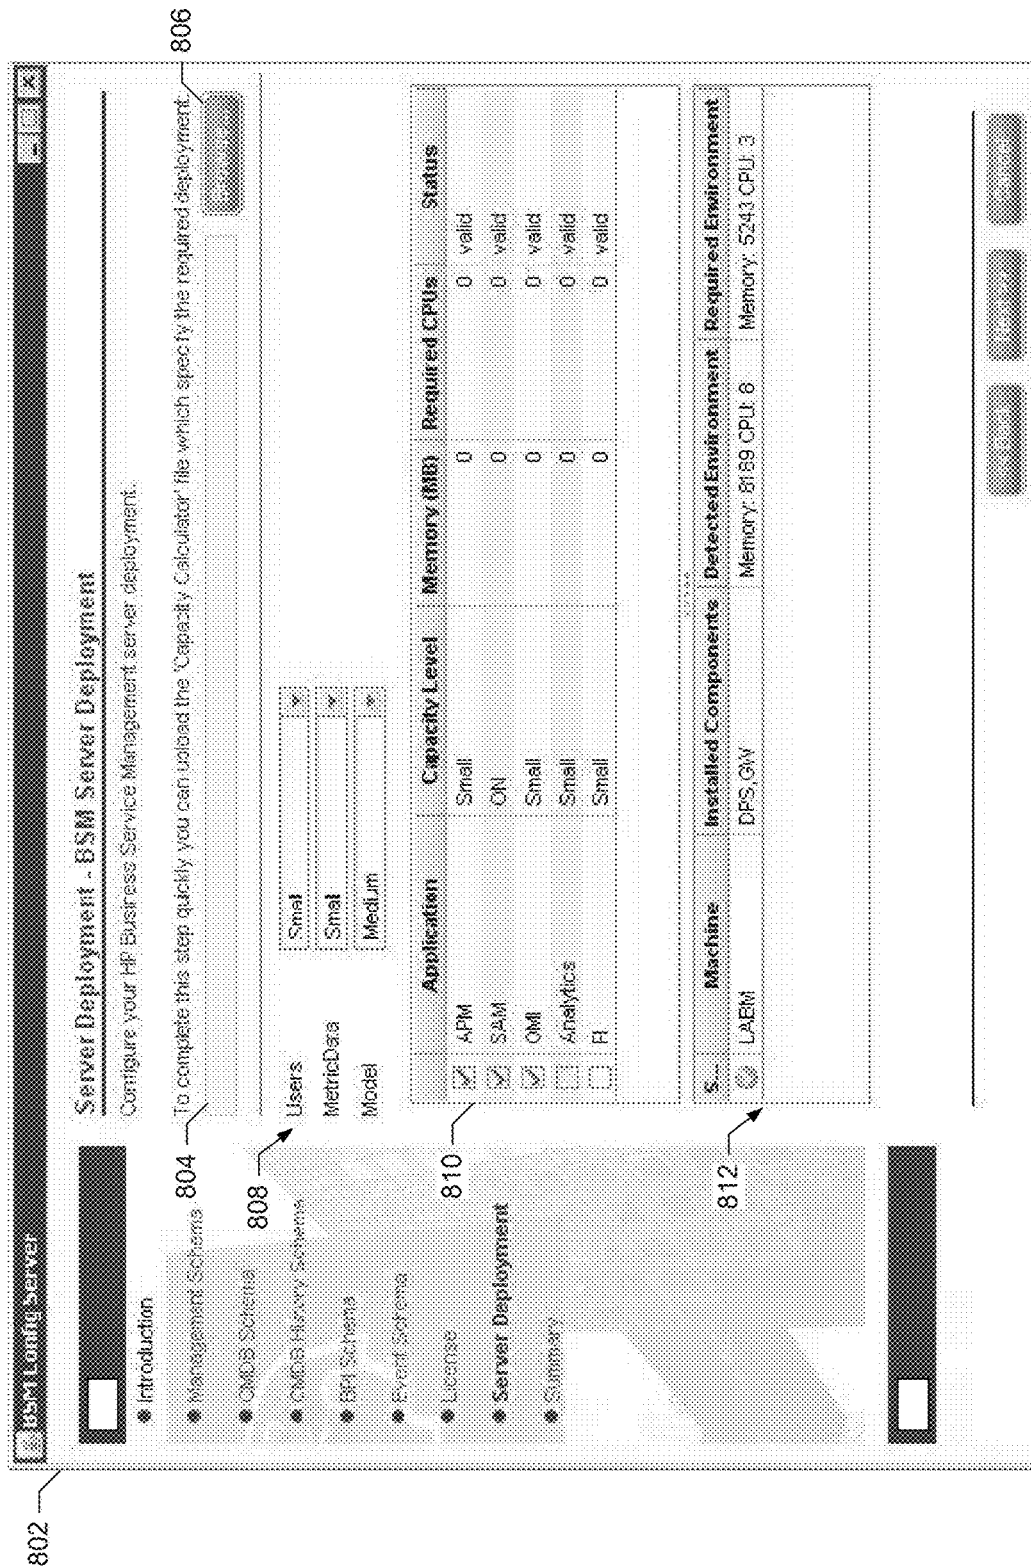 802
BSM Config Server
Introduction
Management Schema
CMDB Schema
CMDB History Schema
BPI Schema
Event Schema
License
Server Deployment
Summary
Server Deployment - BSM Server Deployment
Configure your HP Business Service Management server deployment.
To complete this step quickly you can upload the 'Capacity Calculator' file which specify the required deployment.
804
806
808
Users Small
MetricData Small
Model Medium
810
Application Capacity Level Memory (MB) Required CPUs Status
APM Small 0 0 valid
SAM ON 0 0 valid
OMI Small 0 0 valid
Analytics Small 0 0 valid
FI Small 0 0 valid
812
S... Machine Installed Components Detected Environment Required Environment
LABM DPS,GW Memory: 8189 CPU: 8 Memory: 5243 CPU: 3